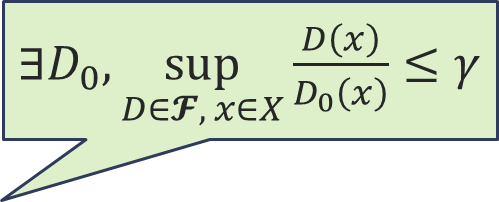 ∃D₀, sup_{D∈𝓕, x∈X} D(x)/D₀(x) ≤ γ